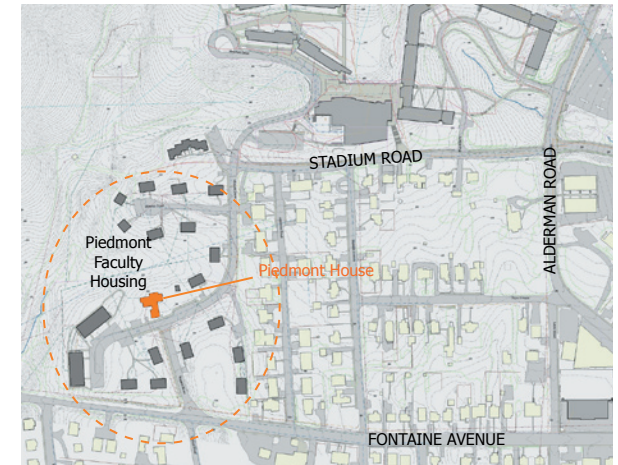 STADIUM ROAD
ALDERMAN ROAD
Piedmont
Faculty
Housing
Piedmont House
FONTAINE AVENUE